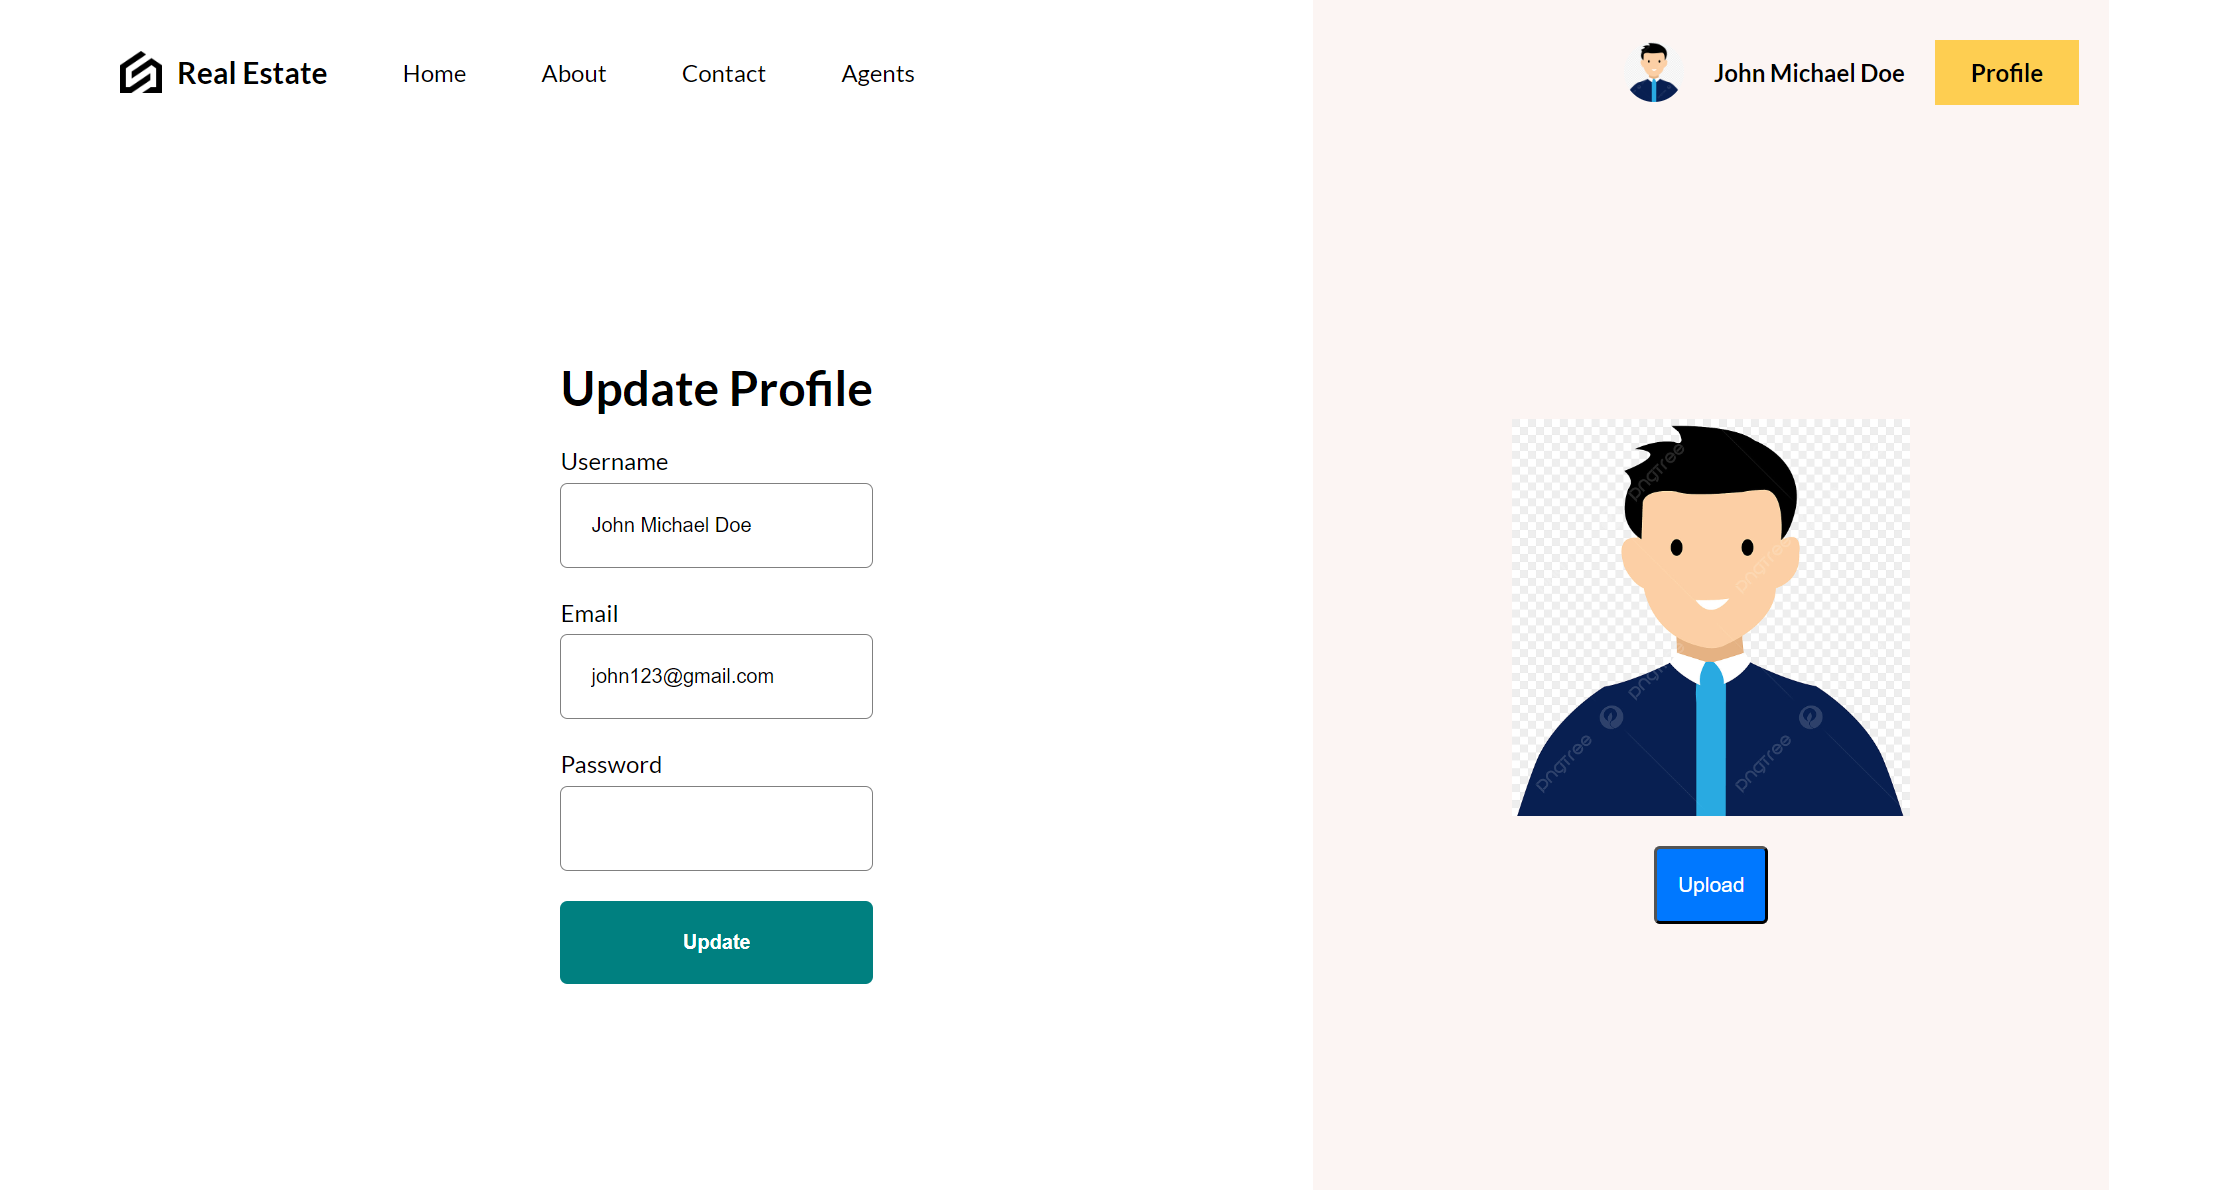 Real Estate
Home
About
Contact
Agents
John Michael Doe
Profile
Update Profile
Username
John Michael Doe
Email
john123@gmail.com
Password
Update
pngtree
pngtree
pngtree
pngtree
pngtree
Upload